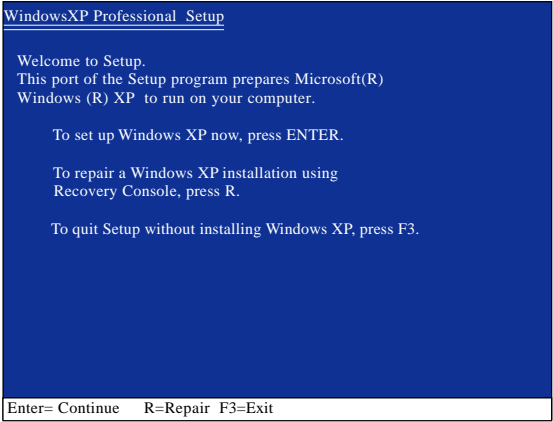 WindowsXP Professional Setup
Welcome to Setup.
This port of the Setup program prepares Microsoft(R)
Windows (R) XP to run on your computer.
To set up Windows XP now, press ENTER.
To repair a Windows XP installation using
Recovery Console, press R.
To quit Setup without installing Windows XP, press F3.
Enter= Continue R=Repair F3=Exit